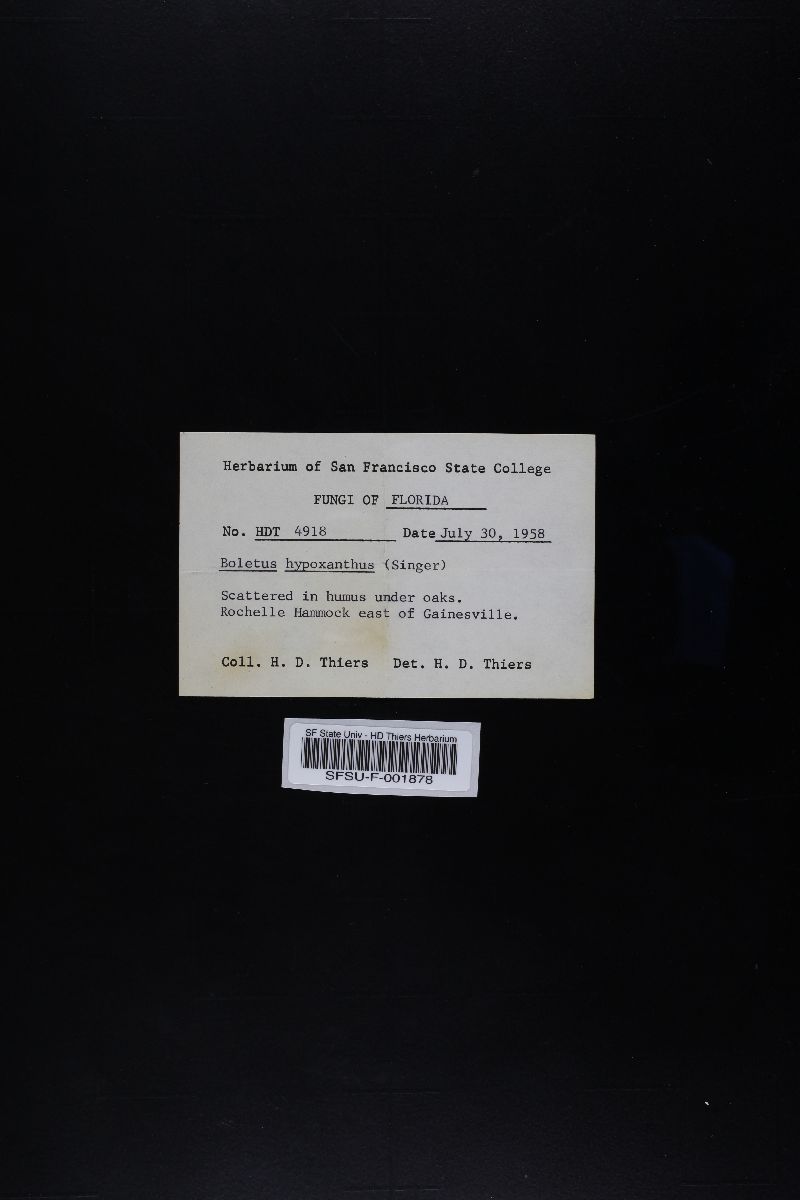 Herbarium of San Francisco State College
FUNGI OF FLORIDA
No. HDT 4918 Date July 30, 1958
Boletus hypoxanthus (Singer)
Scattered in humus under oaks.
Rochelle Hammock east of Gainesville.
Coll. H. D. Thiers Det. H. D. Thiers
SF State Univ - HD Thiers Herbarium
SFSU-F-001878